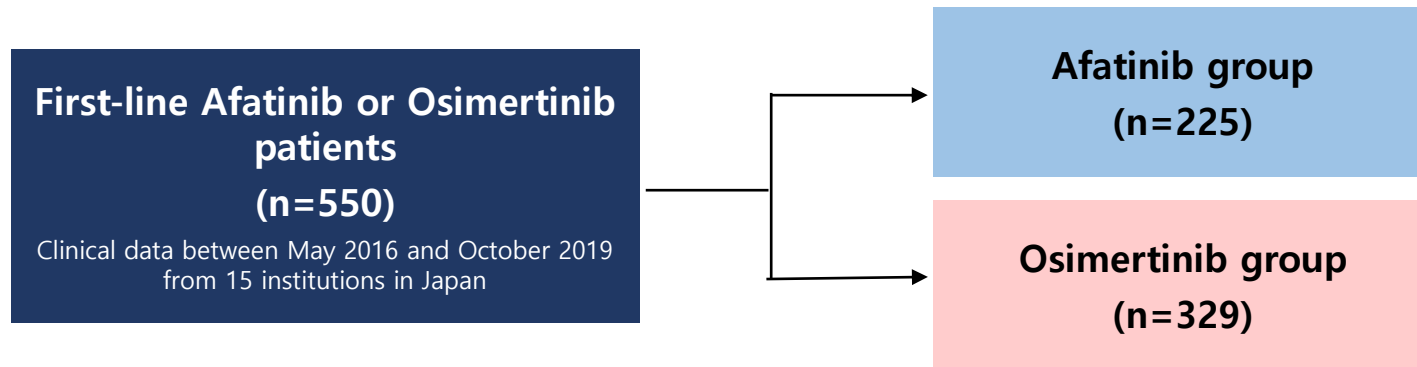 First-line Afatinib or Osimertinib
patients
(n=550)
Clinical data between May 2016 and October 2019
from 15 institutions in Japan
Afatinib group
(n=225)
Osimertinib group
(n=329)